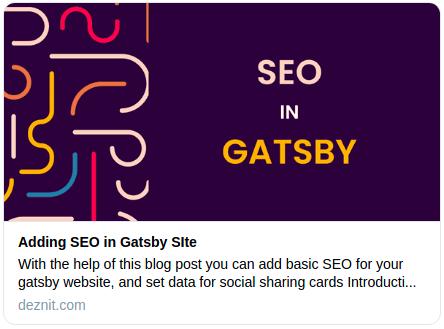 SEO
IN
GATSBY
Adding SEO in Gatsby SIte
With the help of this blog post you can add basic SEO for your
gatsby website, and set data for social sharing cards Introducti...
deznit.com